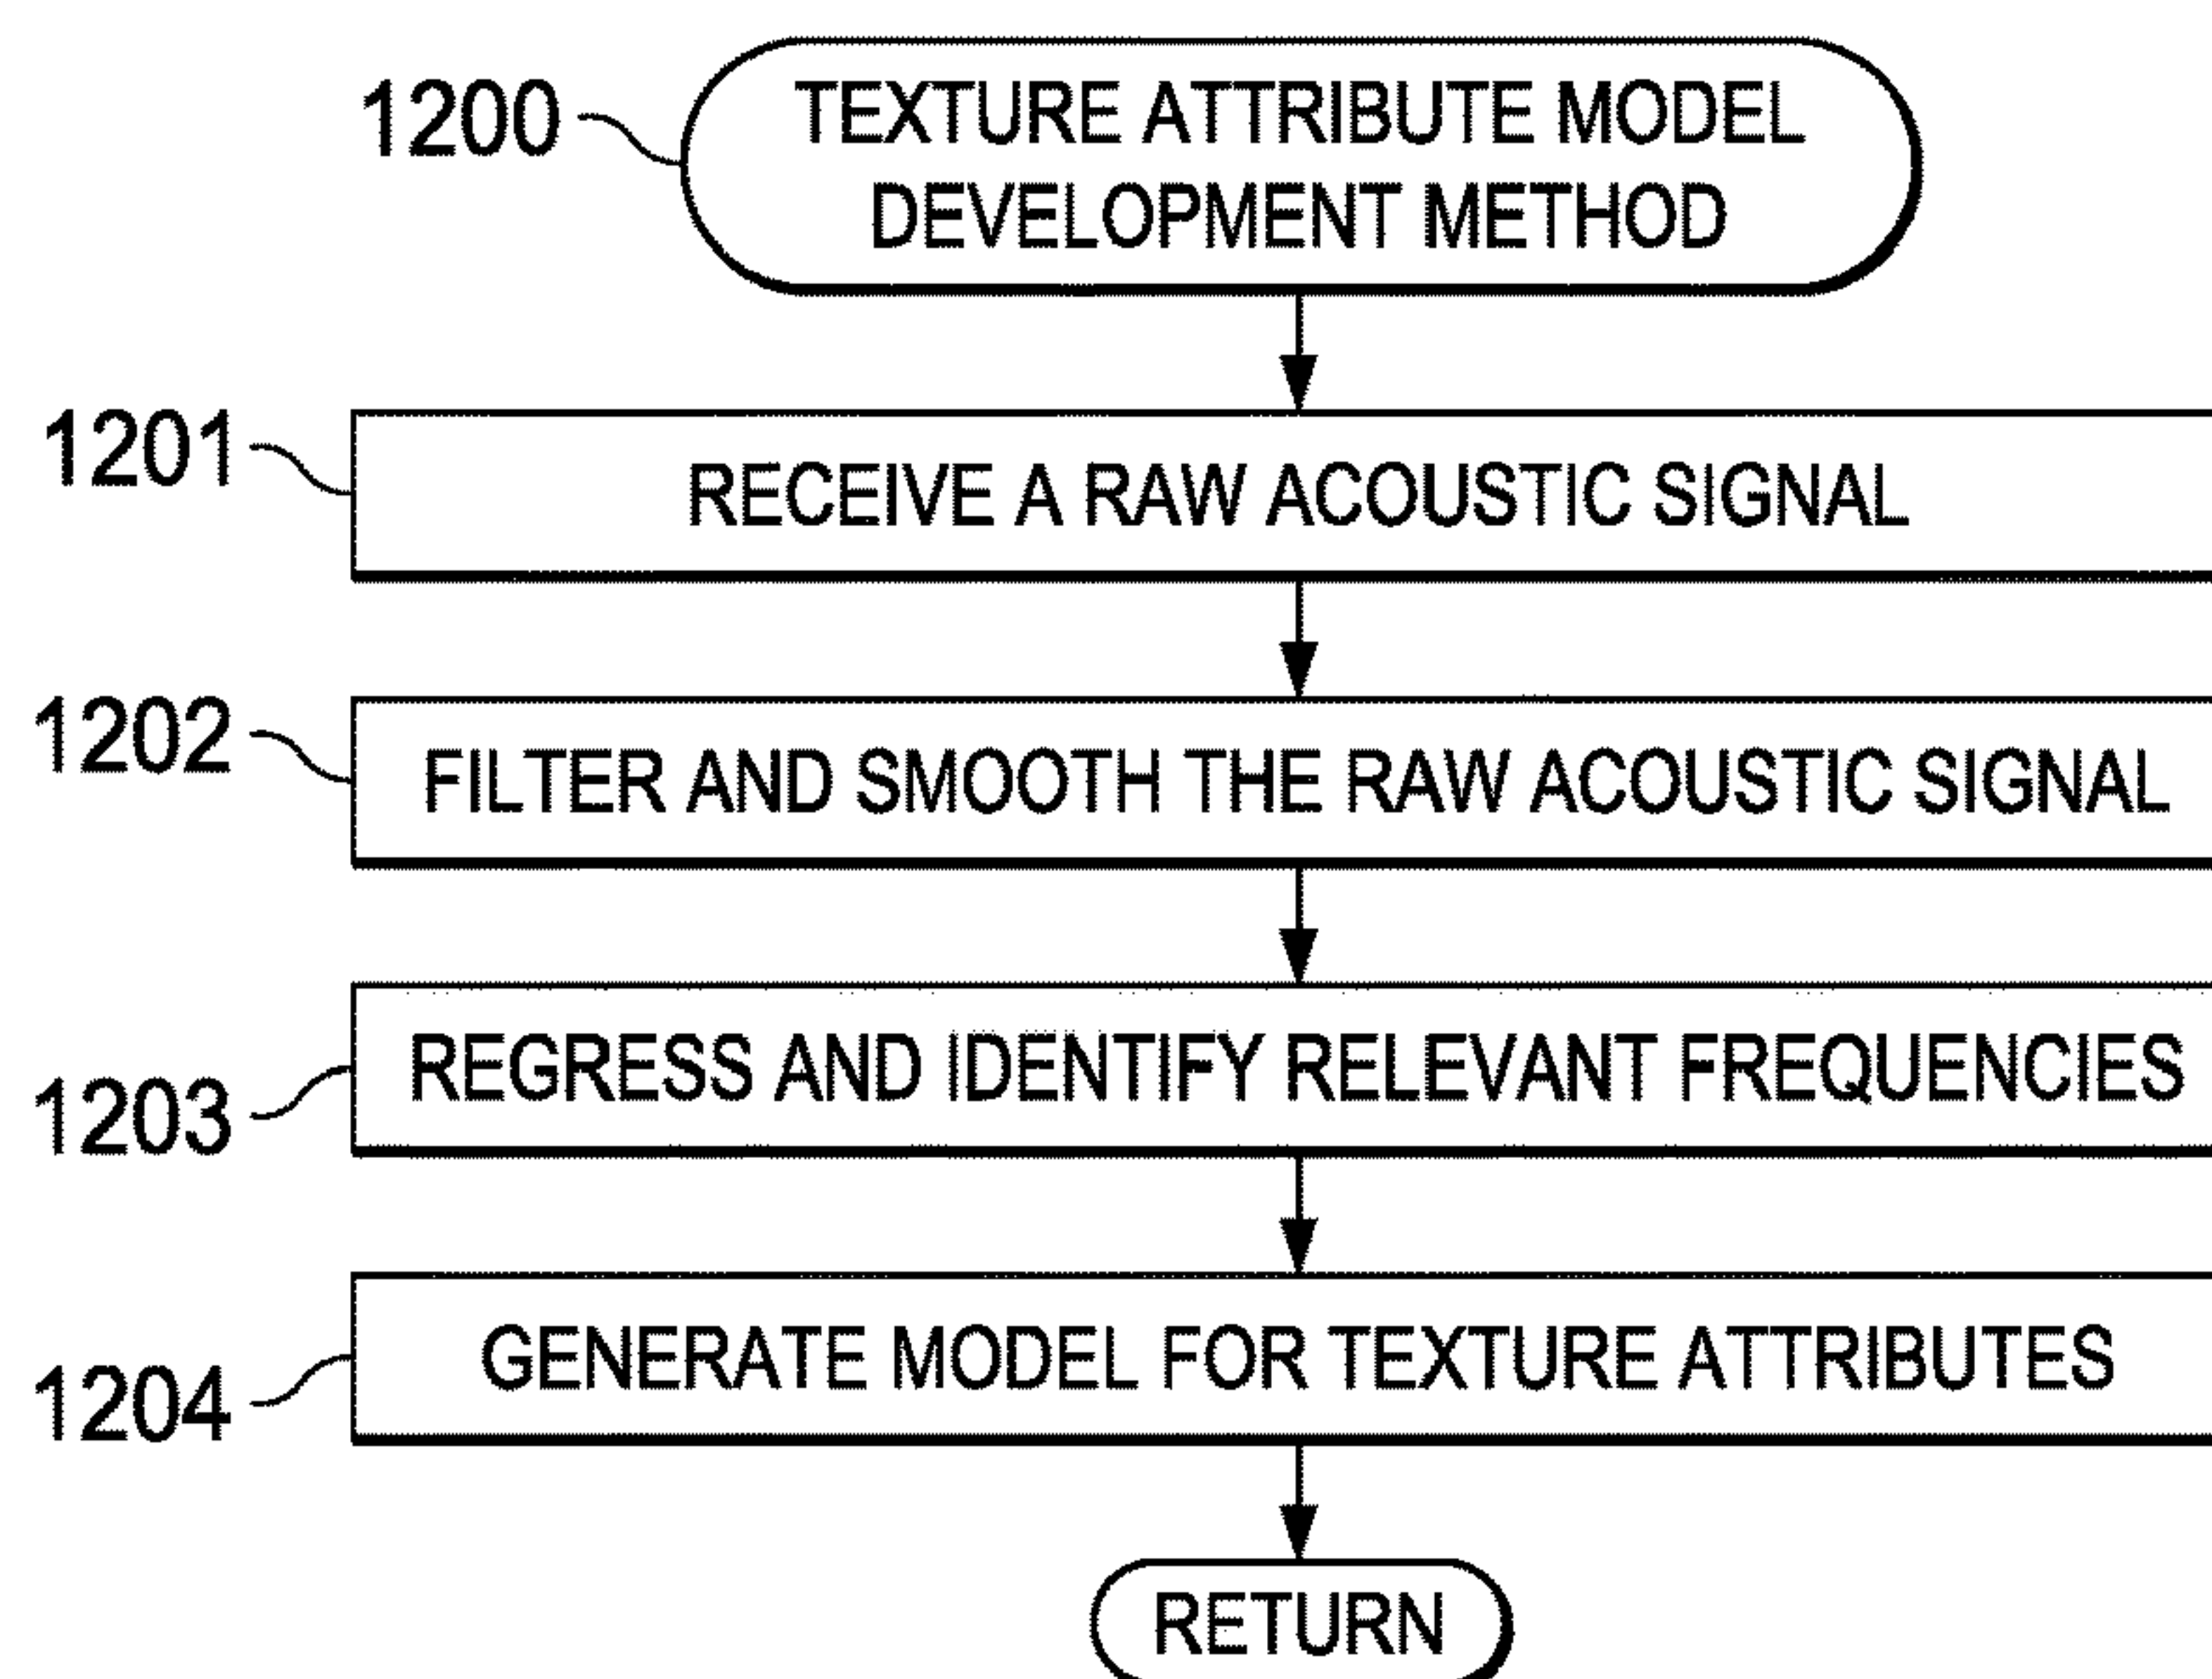 1200
TEXTURE ATTRIBUTE MODEL
DEVELOPMENT METHOD
1201
RECEIVE A RAW ACOUSTIC SIGNAL
1202
FILTER AND SMOOTH THE RAW ACOUSTIC SIGNAL
1203
REGRESS AND IDENTIFY RELEVANT FREQUENCIES
1204
GENERATE MODEL FOR TEXTURE ATTRIBUTES
RETURN